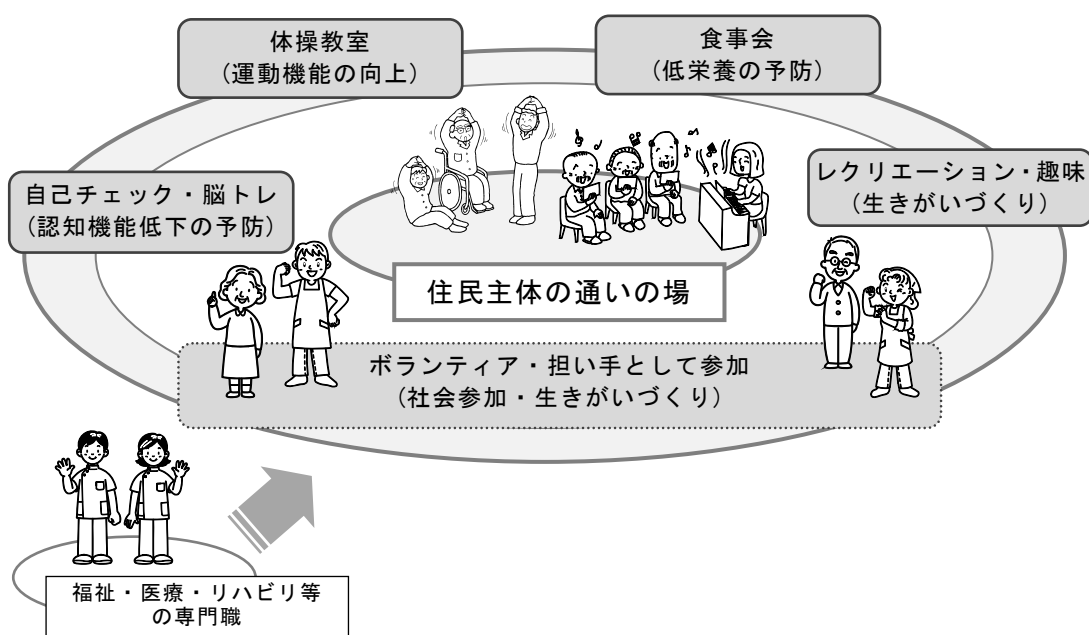 体操教室
(運動機能の向上)
食事会
(低栄養の予防)
自己チェック・脳トレ
(認知機能低下の予防)
レクリエーション・趣味
(生きがいづくり)
住民主体の通いの場
ボランティア・担い手として参加
(社会参加・生きがいづくり)
福祉・医療・リハビリ等
の専門職